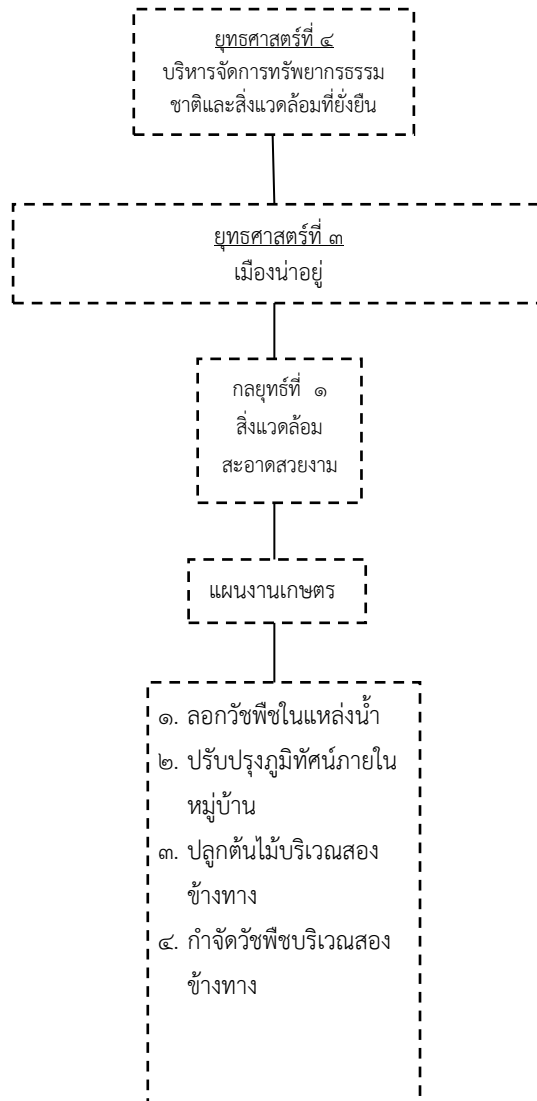 ยุทธศาสตร์ที่ ๔
บริหารจัดการทรัพยากรธรรม
ชาติและสิ่งแวดล้อมที่ยั่งยืน
ยุทธศาสตร์ที่ ๓
เมืองน่าอยู่
กลยุทธ์ที่ ๑
สิ่งแวดล้อม
สะอาดสวยงาม
แผนงานเกษตร
๑. ลอกวัชพืชในแหล่งน้ำ
๒. ปรับปรุงภูมิทัศน์ภายใน
หมู่บ้าน
๓. ปลูกต้นไม้บริเวณสอง
ข้างทาง
๔. กำจัดวัชพืชบริเวณสอง
ข้างทาง